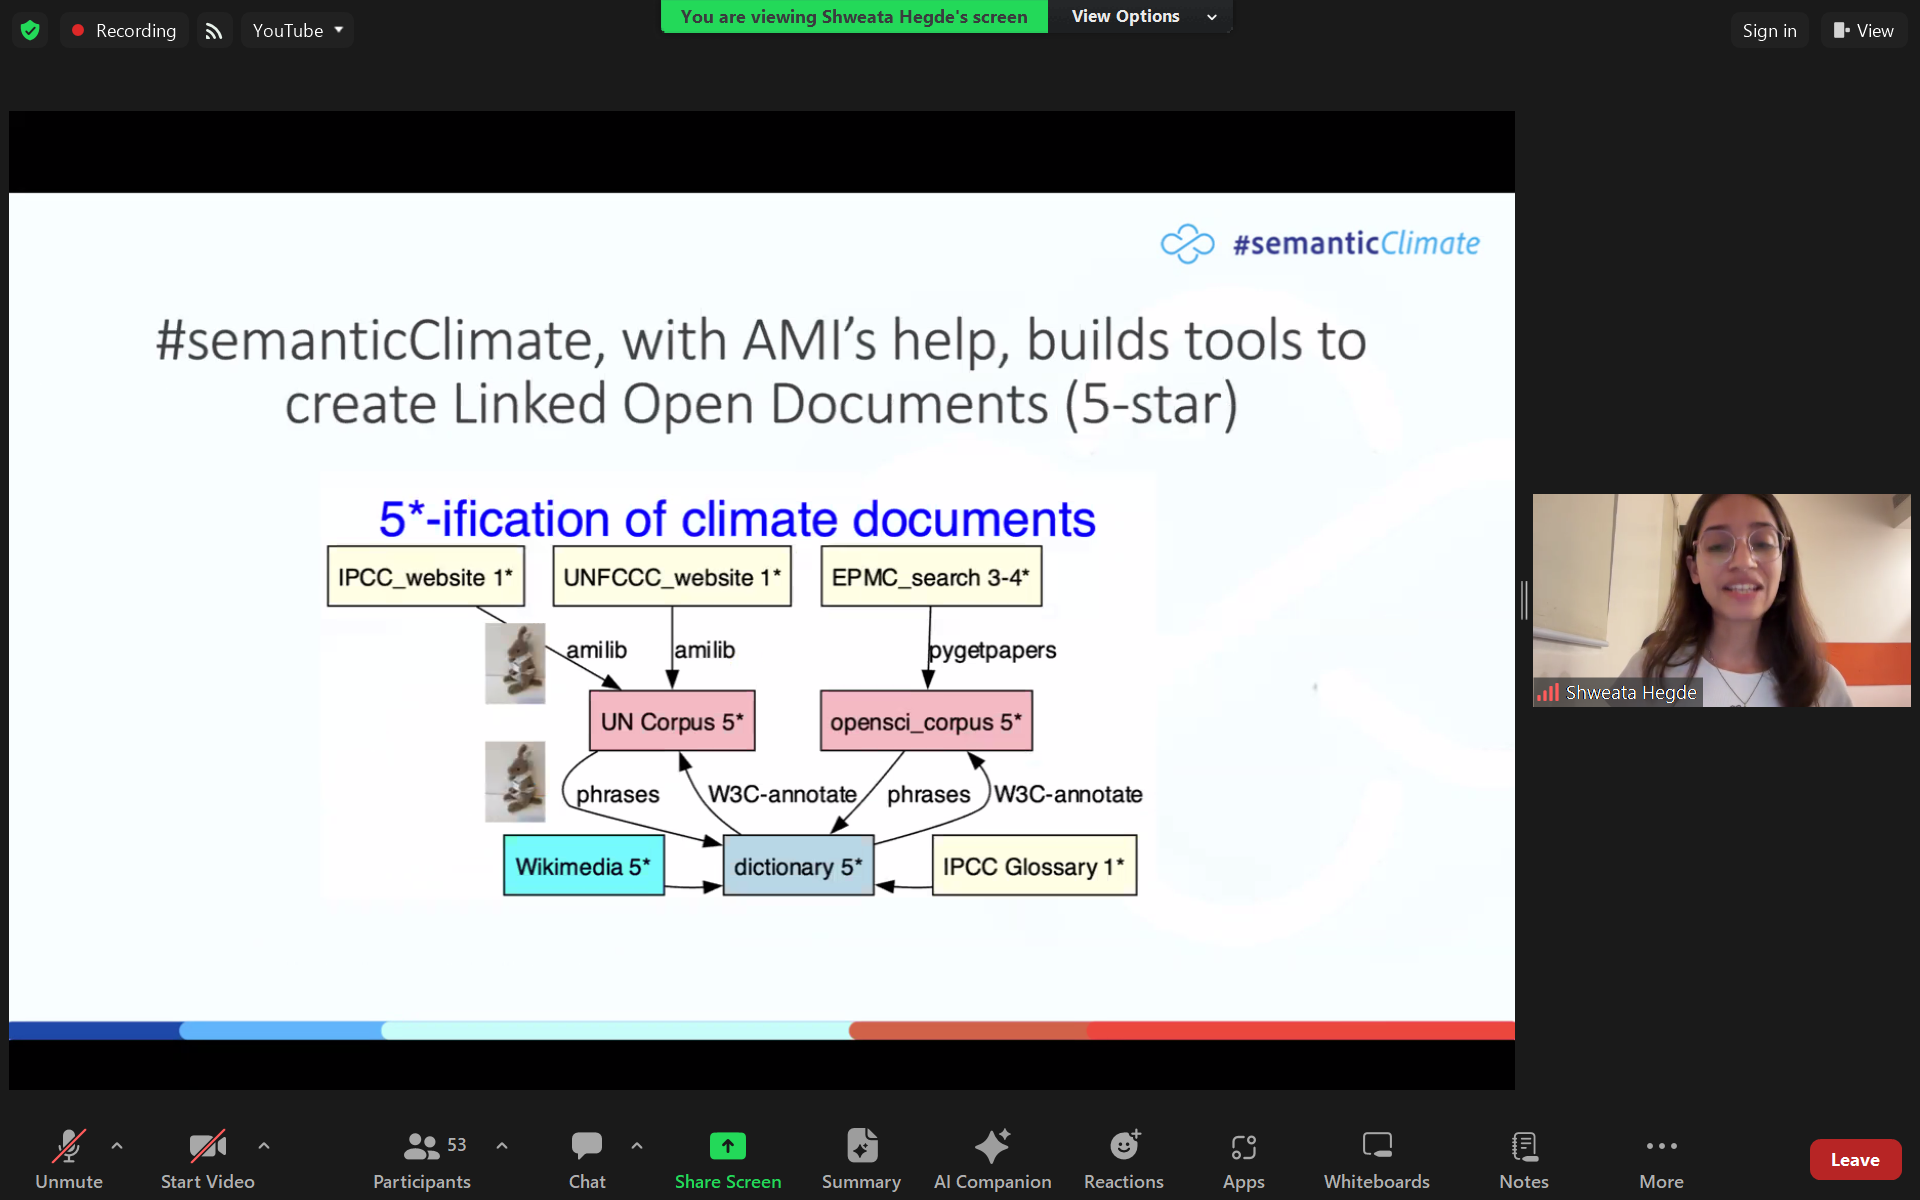 You are viewing Shweata Hegde's screen
View Options
Recording
YouTube
Sign in
View
#semanticClimate
#semanticClimate, with AMI's help, builds tools to
create Linked Open Documents (5-star)
5*-ification of climate documents
IPCC_website 1*
UNFCCC_website 1*
EPMC_search 3-4*
amilib
amilib
pygetpapers
UN Corpus 5*
opensci_corpus 5*
phrases
W3C-annotate
phrases
W3C-annotate
Wikimedia 5*
dictionary 5*
IPCC Glossary 1*
Shweata Hegde
53
Unmute
Start Video
Participants
Chat
Share Screen
Summary
AI Companion
Reactions
Apps
Whiteboards
Notes
More
Leave